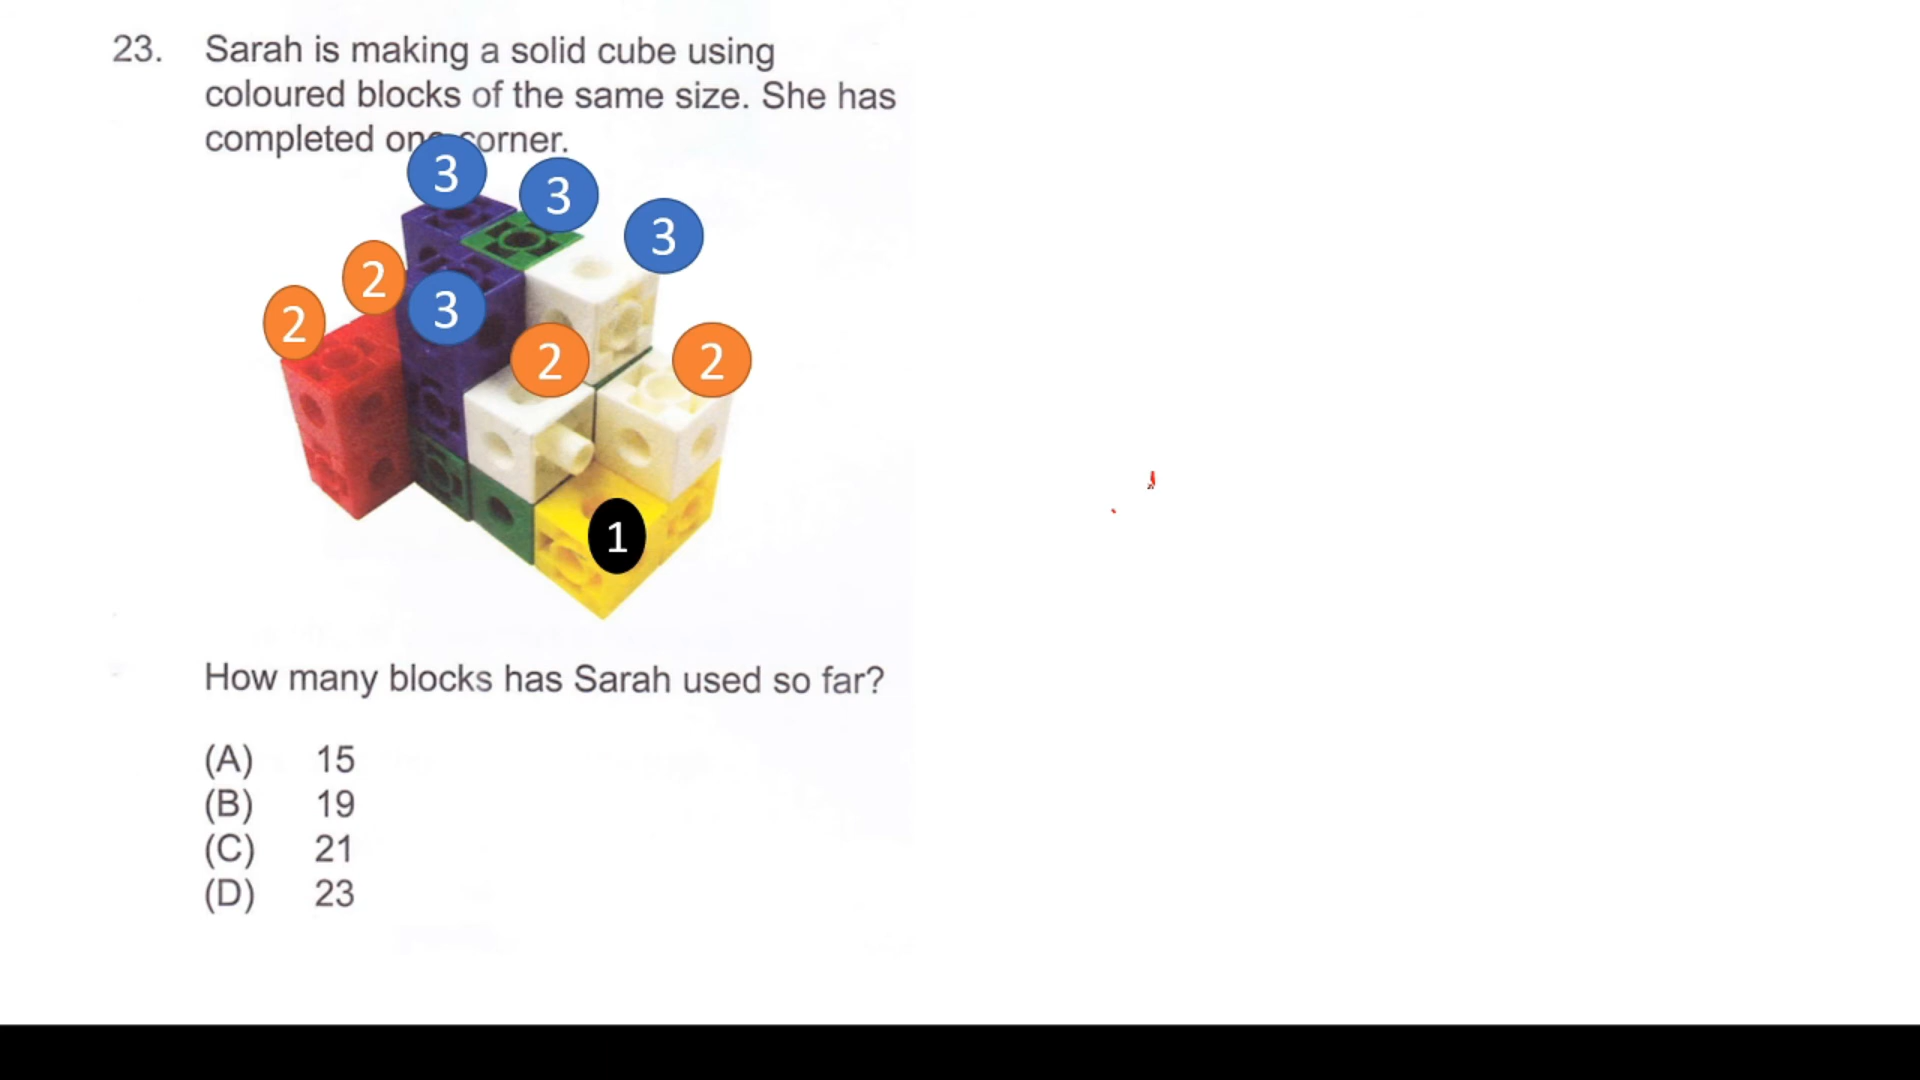 23. Sarah is making a solid cube using
coloured blocks of the same size. She has
completed one corner.
3
3
3
2
3
2
2
2
1
How many blocks has Sarah used so far?
(A) 15
(B) 19
(C) 21
(D) 23